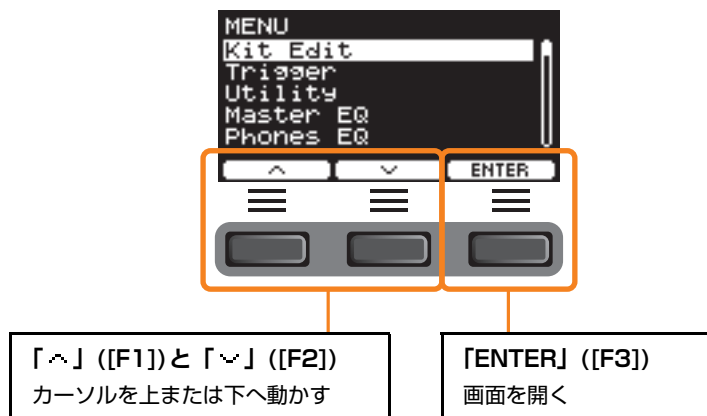 MENU
Kit Edit
Trigger
Utility
Master EQ
Phones EQ
ENTER
「︿」([F1])と「﹀」([F2])
カーソルを上または下へ動かす
「ENTER」([F3])
画面を開く